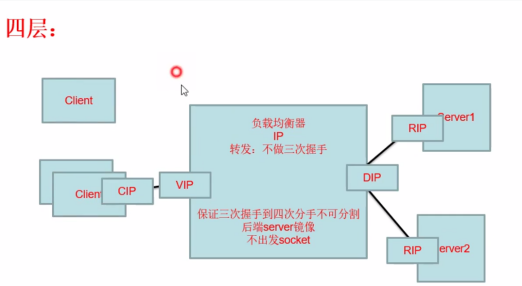 四层：
Client
负载均衡器
IP
转发：不做三次握手
Server1
RIP
Client
CIP
VIP
DIP
保证三次握手到四次分手不可分割
后端server镜像
不出发socket
RIP
erver2